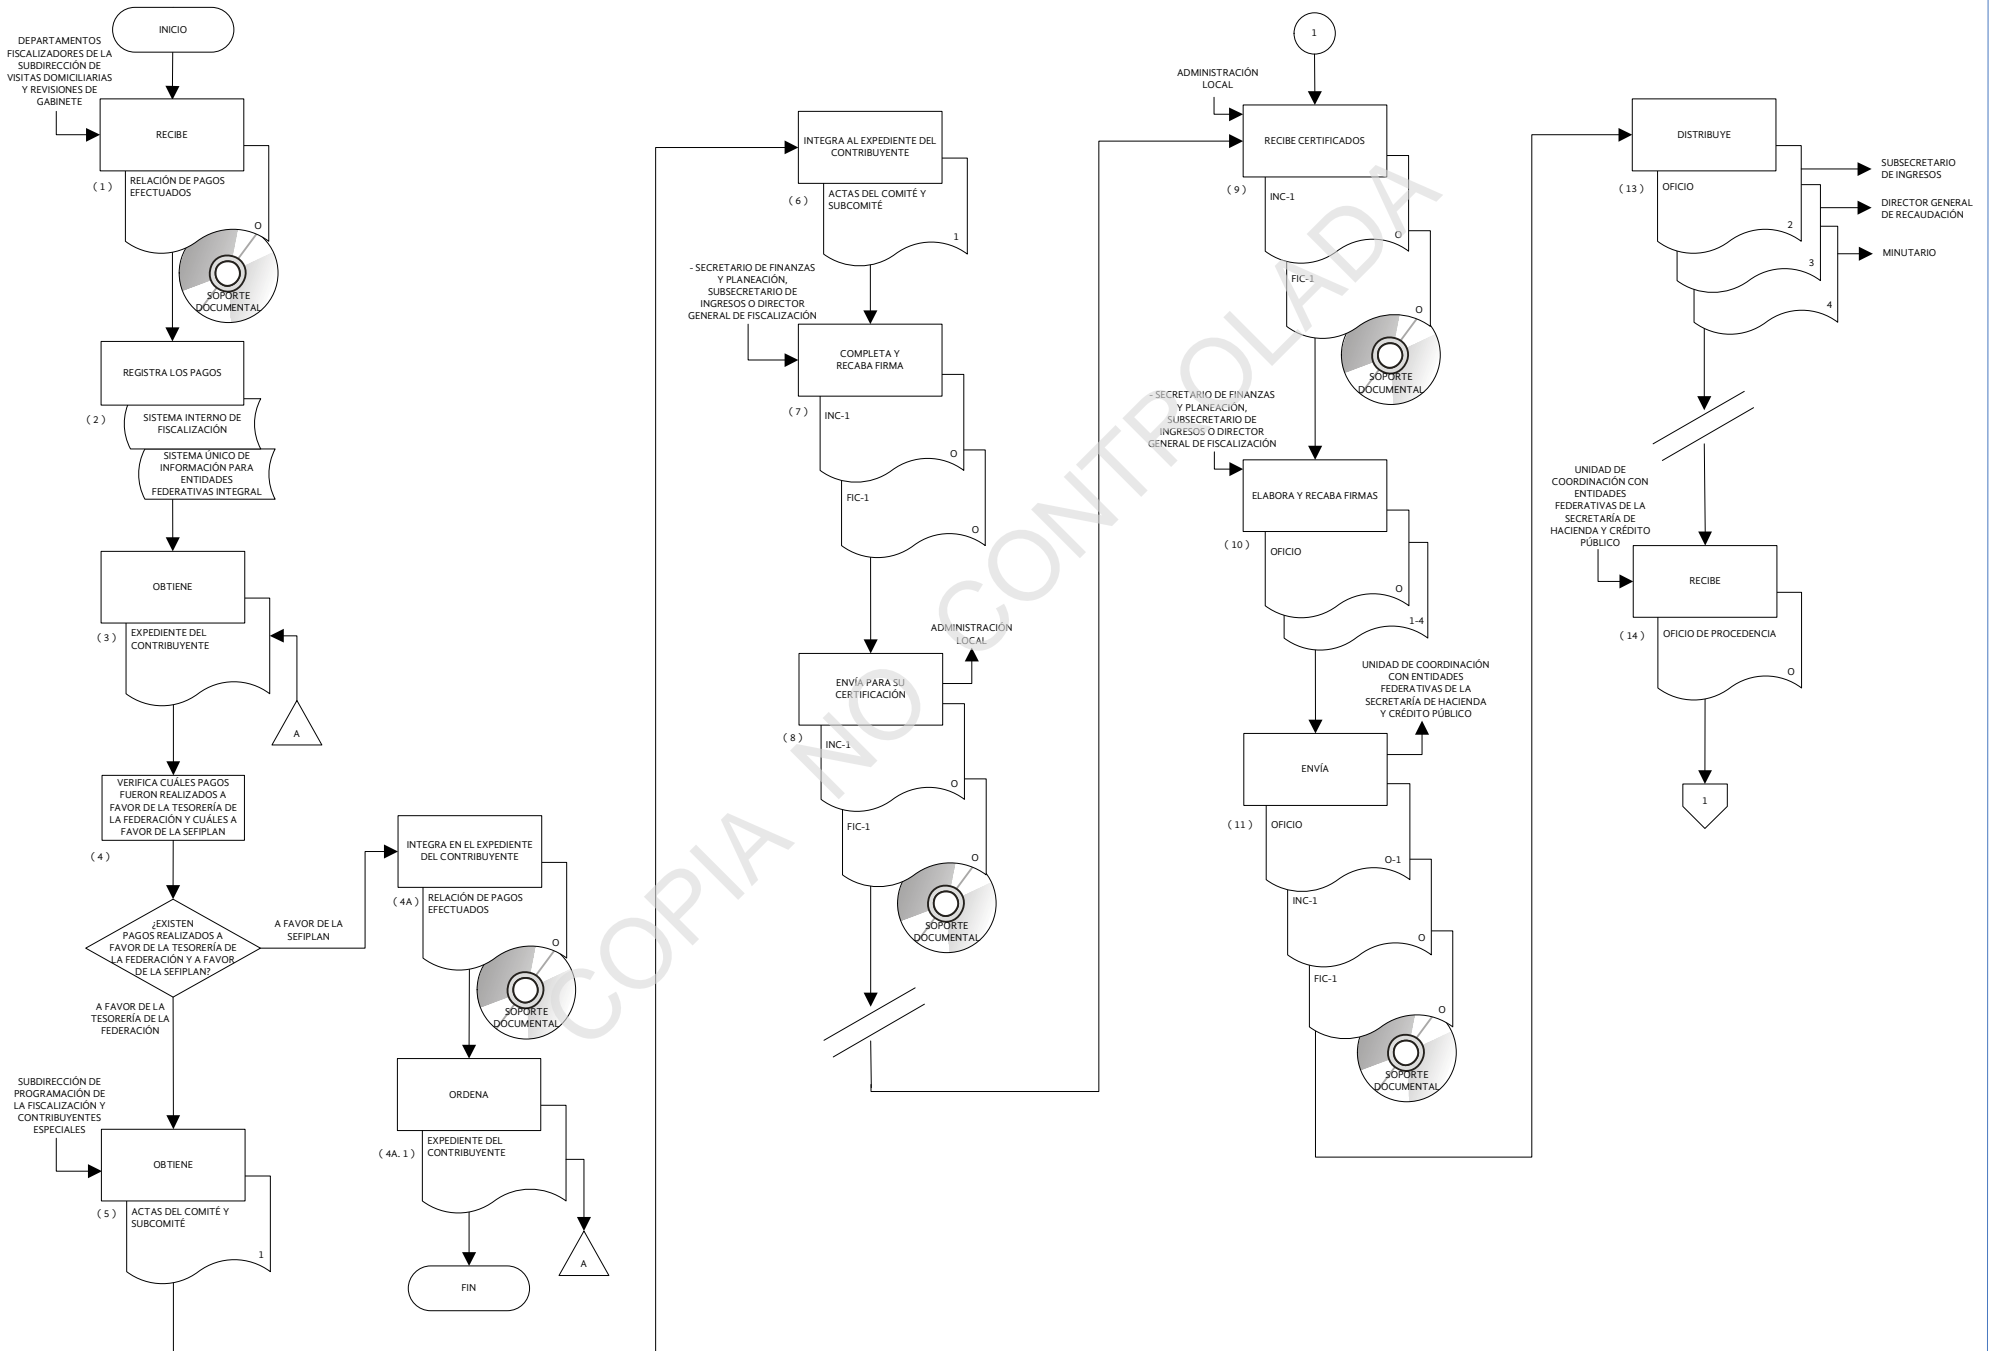 INICIO
DEPARTAMENTOS
FISCALIZADORES DE LA
SUBDIRECCIÓN DE
VISITAS DOMICILIARIAS
Y REVISIONES DE
GABINETE
RECIBE
( 1 )
RELACIÓN DE PAGOS
EFECTUADOS
O
SOPORTE
DOCUMENTAL
REGISTRA LOS PAGOS
( 2 )
SISTEMA INTERNO DE
FISCALIZACIÓN
SISTEMA ÚNICO DE
INFORMACIÓN PARA
ENTIDADES
FEDERATIVAS INTEGRAL
OBTIENE
( 3 )
EXPEDIENTE DEL
CONTRIBUYENTE
A
VERIFICA CUÁLES PAGOS
FUERON REALIZADOS A
FAVOR DE LA TESORERÍA DE
LA FEDERACIÓN Y CUÁLES A
FAVOR DE LA SEFIPLAN
( 4 )
¿EXISTEN
PAGOS REALIZADOS A
FAVOR DE LA TESORERÍA DE
LA FEDERACIÓN Y A FAVOR
DE LA SEFIPLAN?
A FAVOR DE LA
SEFIPLAN
A FAVOR DE LA
TESORERÍA DE LA
FEDERACIÓN
SUBDIRECCIÓN DE
PROGRAMACIÓN DE
LA FISCALIZACIÓN Y
CONTRIBUYENTES
ESPECIALES
OBTIENE
( 5 )
ACTAS DEL COMITÉ Y
SUBCOMITÉ
1
INTEGRA EN EL EXPEDIENTE
DEL CONTRIBUYENTE
( 4A )
RELACIÓN DE PAGOS
EFECTUADOS
O
SOPORTE
DOCUMENTAL
ORDENA
( 4A. 1 )
EXPEDIENTE DEL
CONTRIBUYENTE
A
FIN
INTEGRA AL EXPEDIENTE DEL
CONTRIBUYENTE
( 6 )
ACTAS DEL COMITÉ Y
SUBCOMITÉ
1
- SECRETARIO DE FINANZAS
Y PLANEACIÓN,
SUBSECRETARIO DE
INGRESOS O DIRECTOR
GENERAL DE FISCALIZACIÓN
COMPLETA Y
RECABA FIRMA
( 7 )
INC-1
O
FIC-1
O
ADMINISTRACIÓN
LOCAL
ENVÍA PARA SU
CERTIFICACIÓN
( 8 )
INC-1
O
FIC-1
O
SOPORTE
DOCUMENTAL
1
ADMINISTRACIÓN
LOCAL
RECIBE CERTIFICADOS
( 9 )
INC-1
O
FIC-1
O
SOPORTE
DOCUMENTAL
- SECRETARIO DE FINANZAS
Y PLANEACIÓN,
SUBSECRETARIO DE
INGRESOS O DIRECTOR
GENERAL DE FISCALIZACIÓN
ELABORA Y RECABA FIRMAS
( 10 )
OFICIO
O
1-4
UNIDAD DE COORDINACIÓN
CON ENTIDADES
FEDERATIVAS DE LA
SECRETARÍA DE HACIENDA
Y CRÉDITO PÚBLICO
ENVÍA
( 11 )
OFICIO
O-1
INC-1
O
FIC-1
O
SOPORTE
DOCUMENTAL
DISTRIBUYE
( 13 )
OFICIO
2
3
4
SUBSECRETARIO
DE INGRESOS
DIRECTOR GENERAL
DE RECAUDACIÓN
MINUTARIO
UNIDAD DE
COORDINACIÓN CON
ENTIDADES
FEDERATIVAS DE LA
SECRETARÍA DE
HACIENDA Y CRÉDITO
PÚBLICO
RECIBE
( 14 )
OFICIO DE PROCEDENCIA
O
1
COPIA NO CONTROLADA